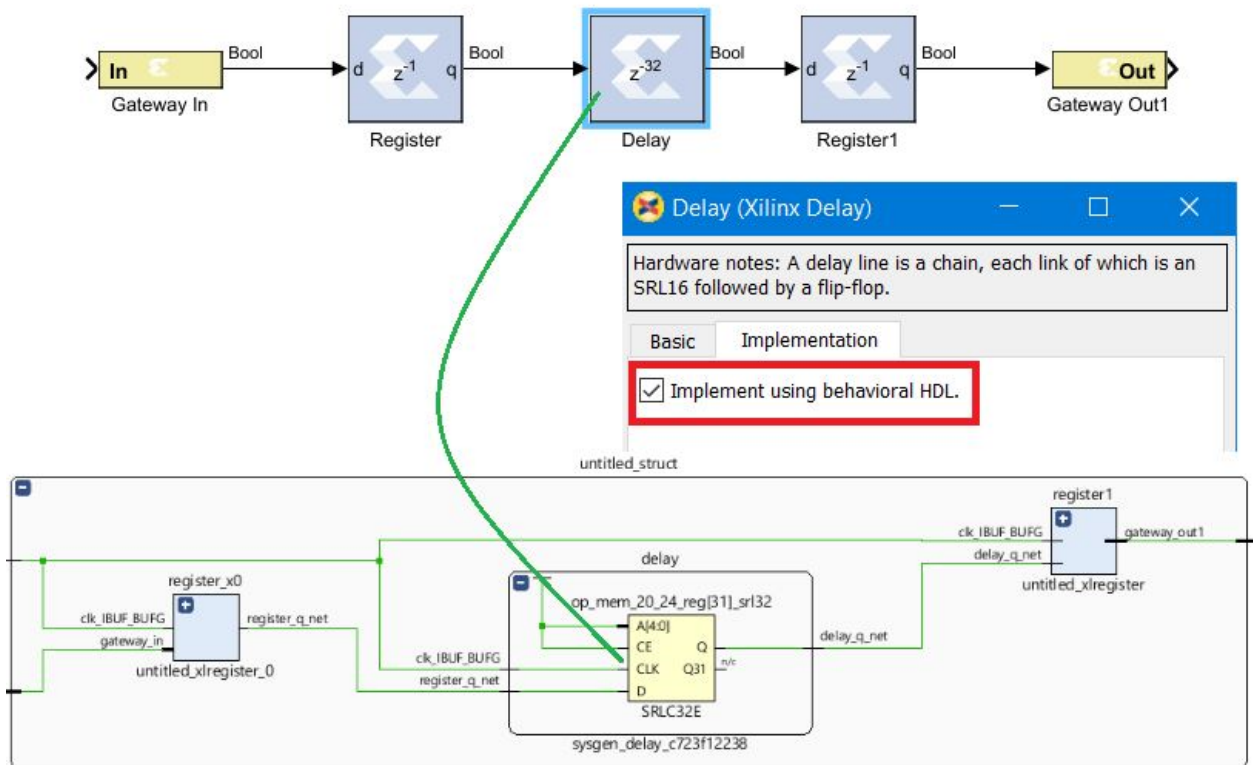 Bool
Bool
Bool
Bool
In
d
z-1
q
z-32
d
z-1
q
Out
Gateway In
Register
Delay
Register1
Gateway Out1
Delay (Xilinx Delay)
Hardware notes: A delay line is a chain, each link of which is an
SRL16 followed by a flip-flop.
Basic
Implementation
Implement using behavioral HDL.
untitled_struct
register1
clk_IBUF_BUFG
gateway_out1
delay_q_net
untitled_xlregister
delay
register_x0
op_mem_20_24_reg[31]_srl32
clk_IBUF_BUFG
register_q_net
gateway_in
untitled_xlregister_0
A[4:0]
CE
Q
delay_q_net
clk_IBUF_BUFG
CLK
Q31
n/c
register_q_net
D
SRLC32E
sysgen_delay_c723f12238